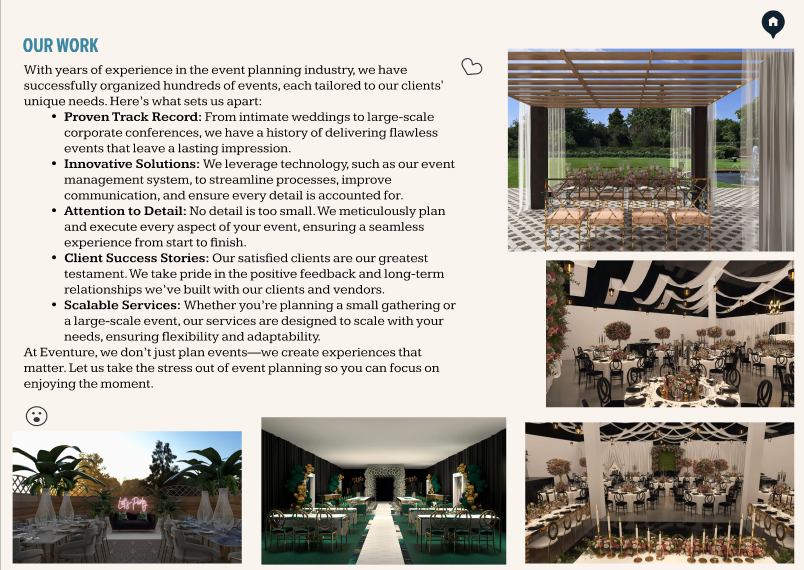 OUR WORK
With years of experience in the event planning industry, we have
successfully organized hundreds of events, each tailored to our clients'
unique needs. Here's what sets us apart:
• Proven Track Record: From intimate weddings to large-scale
corporate conferences, we have a history of delivering flawless
events that leave a lasting impression.
• Innovative Solutions: We leverage technology, such as our event
management system, to streamline processes, improve
communication, and ensure every detail is accounted for.
• Attention to Detail: No detail is too small. We meticulously plan
and execute every aspect of your event, ensuring a seamless
experience from start to finish.
• Client Success Stories: Our satisfied clients are our greatest
testament. We take pride in the positive feedback and long-term
relationships we've built with our clients and vendors.
• Scalable Services: Whether you're planning a small gathering or
a large-scale event, our services are designed to scale with your
needs, ensuring flexibility and adaptability.
At Eventure, we don't just plan events—we create experiences that
matter. Let us take the stress out of event planning so you can focus on
enjoying the moment.
Let's Party